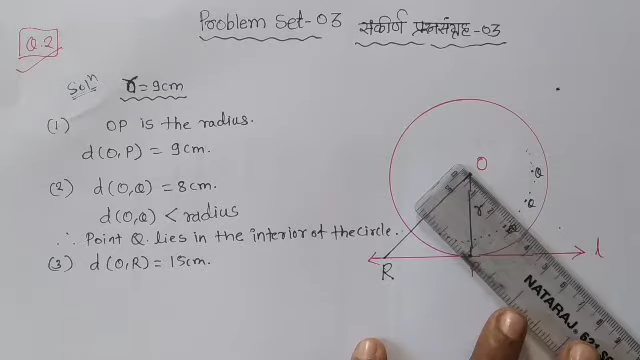 Problem Set-03 संकीर्ण प्रश्नसंग्रह-03
Q.2
Solⁿ r=9cm
(1) OP is the radius.
d(O,P) = 9cm.
(2) d(O,Q) = 8cm.
d(O,Q) < radius
∴ Point Q. lies in the interior of the circle.
(3) d(O,R) = 15cm.
O
Q
Q
Q
r
l
R
NATARAJ